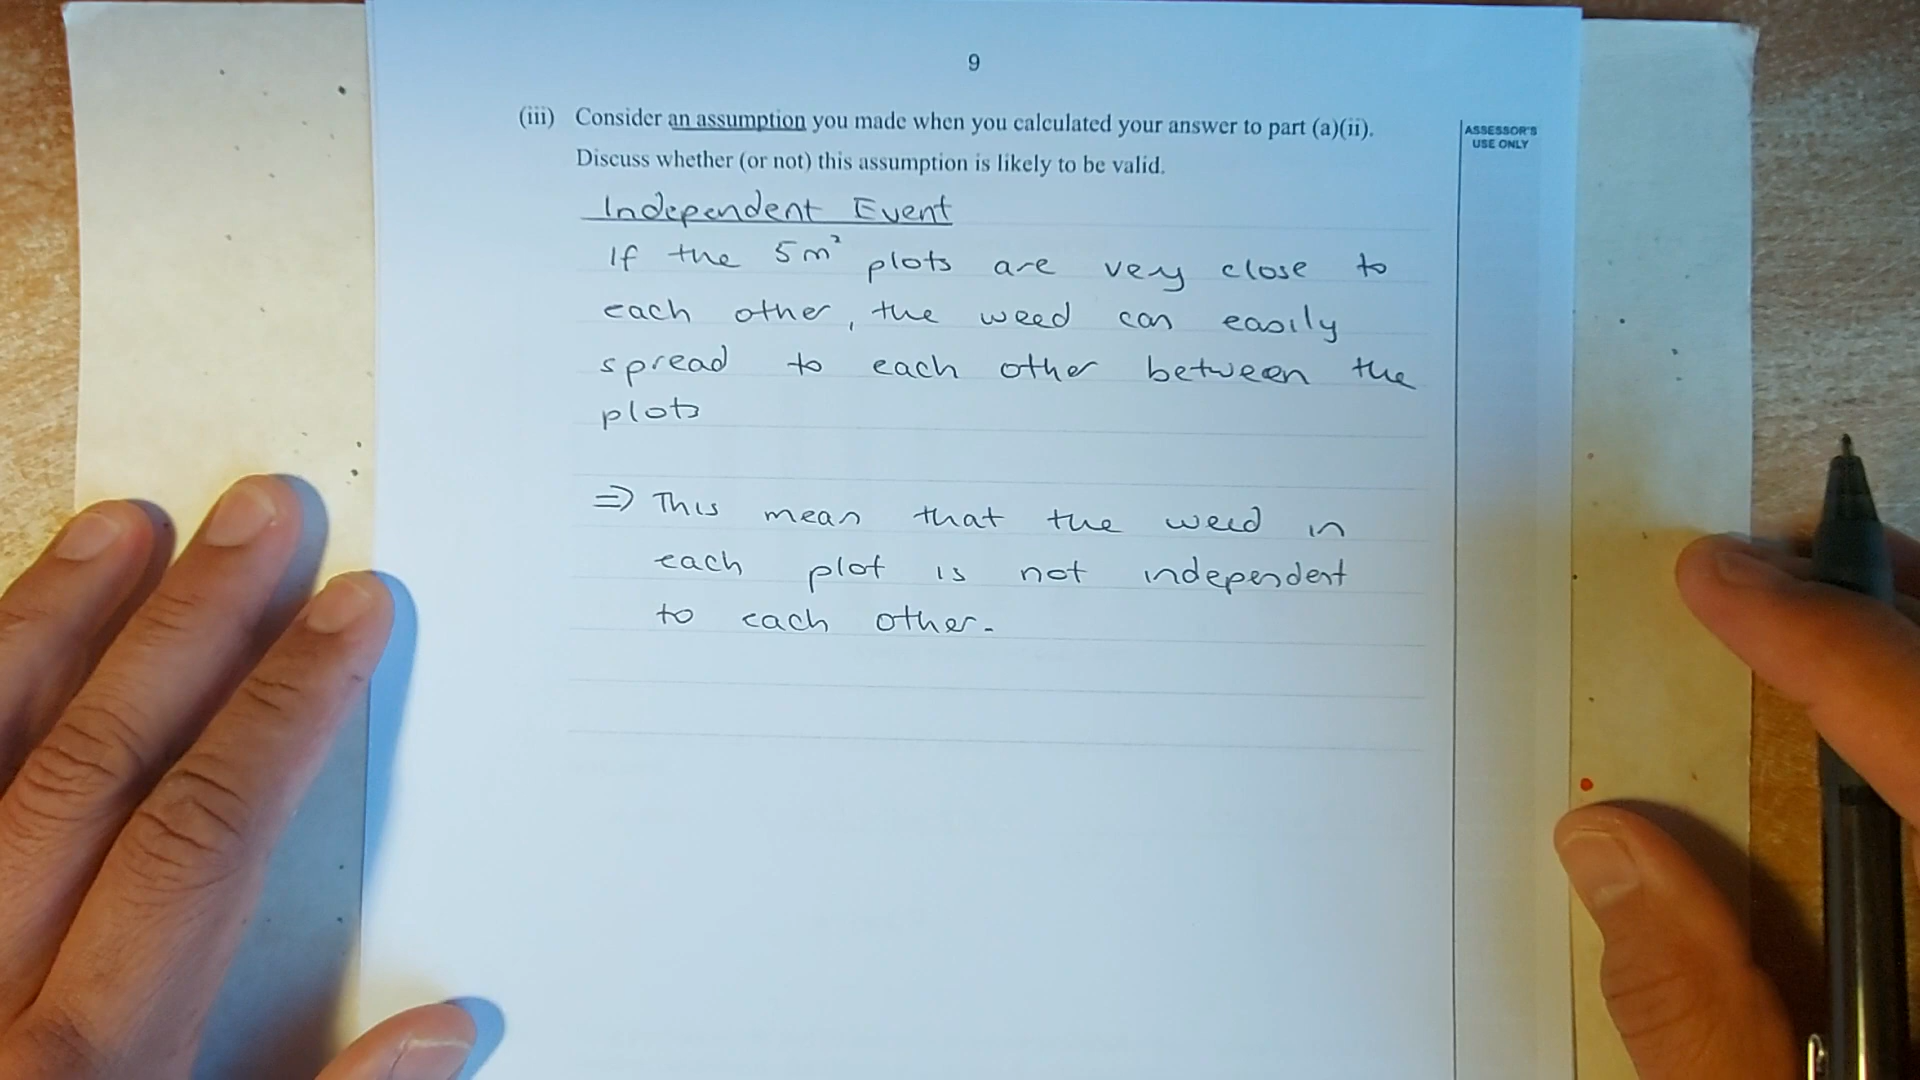 9
(iii) Consider an assumption you made when you calculated your answer to part (a)(ii).
Discuss whether (or not) this assumption is likely to be valid.
ASSESSOR'S
USE ONLY
Independent Event
If the 5m² plots are very close to
each other, the weed can easily
spread to each other between the
plots
⇒ This mean that the weed in
each plot is not independent
to each other.